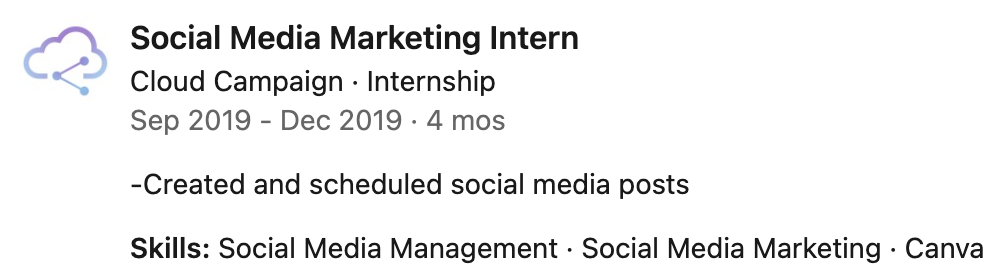 Social Media Marketing Intern
Cloud Campaign · Internship
Sep 2019 - Dec 2019 · 4 mos
-Created and scheduled social media posts
Skills: Social Media Management · Social Media Marketing · Canva